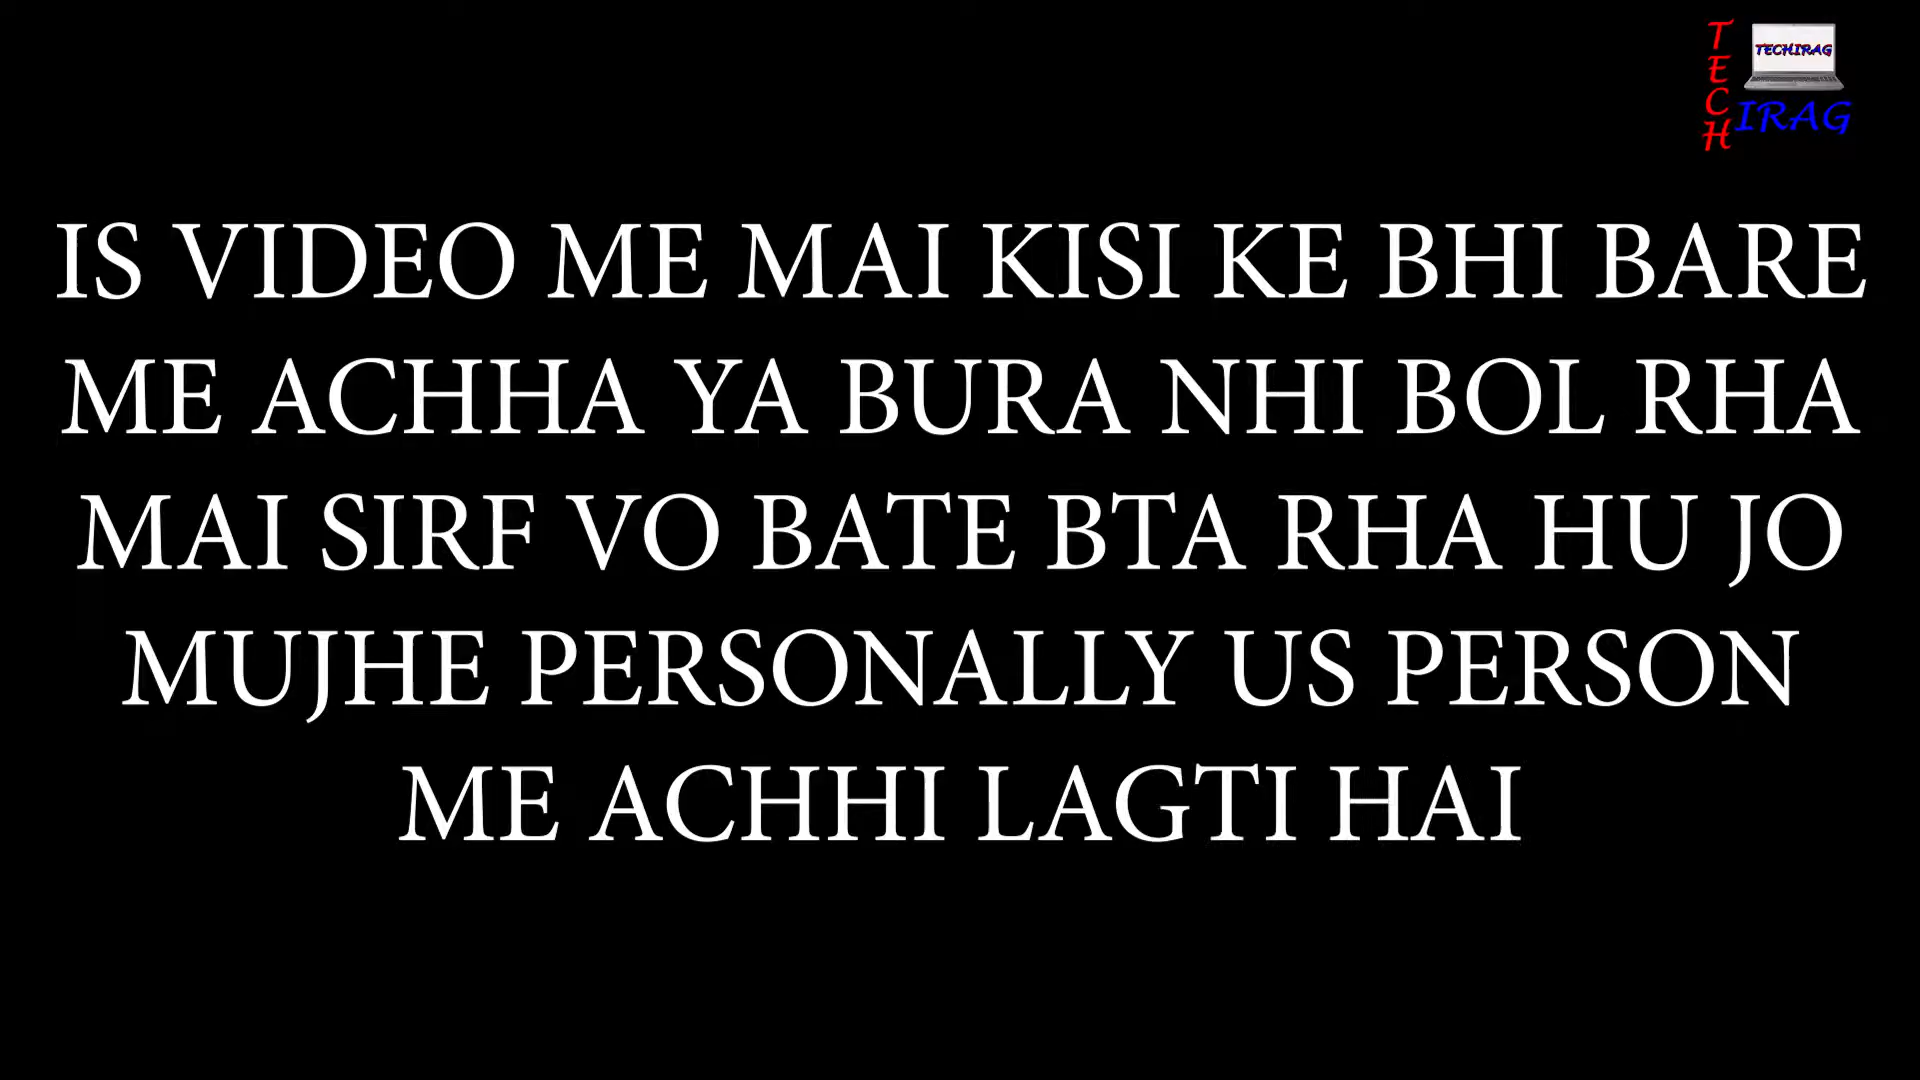 TECH
TECHIRAG
IRAG
IS VIDEO ME MAI KISI KE BHI BARE
ME ACHHA YA BURA NHI BOL RHA
MAI SIRF VO BATE BTA RHA HU JO
MUJHE PERSONALLY US PERSON
ME ACHHI LAGTI HAI